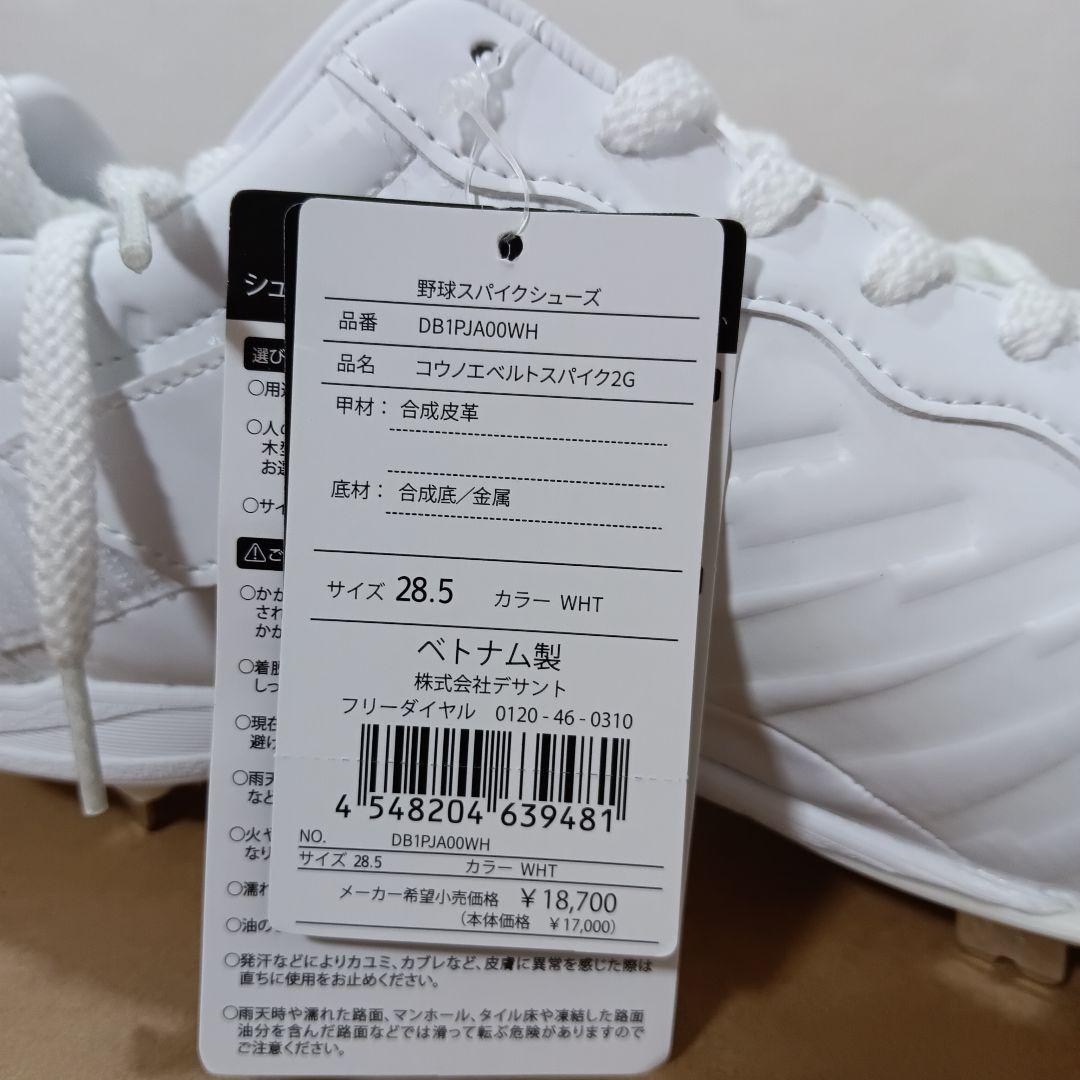 野球スパイクシューズ
品番 DB1PJA00WH
品名 コウノエベルトスパイク2G
甲材： 合成皮革
底材： 合成底／金属
サイズ 28.5 カラー WHT
ベトナム製
株式会社デサント
フリーダイヤル 0120-46-0310
4 548204 639481
NO. DB1PJA00WH
サイズ 28.5 カラー WHT
メーカー希望小売価格 ￥18,700
（本体価格 ￥17,000）
シュ
選び
○用
○人
木型
お選
○サイ
⚠ご
○かか
され
かか
○着脱
しっ
○現在
避け
○雨天
など
○火や
なり
○濡れ
○油の
○発汗などによりカユミ、カブレなど、皮膚に異常を感じた際は
直ちに使用をお止めください。
○雨天時や濡れた路面、マンホール、タイル床や凍結した路面
油分を含んだ路面などでは滑って転ぶ危険がありますので
ご注意ください。